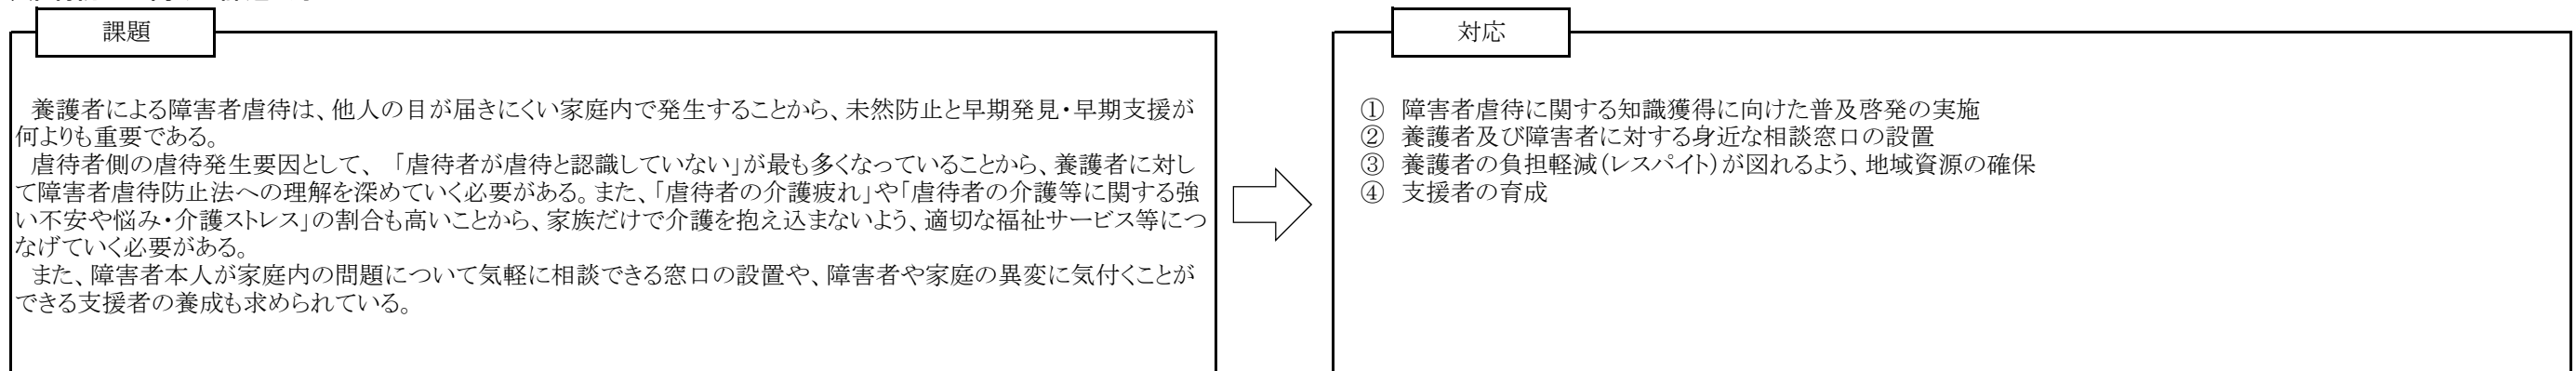 課題
養護者による障害者虐待は、他人の目が届きにくい家庭内で発生することから、未然防止と早期発見・早期支援が
何よりも重要である。
虐待者側の虐待発生要因として、「虐待者が虐待と認識していない」が最も多くなっていることから、養護者に対し
て障害者虐待防止法への理解を深めていく必要がある。また、「虐待者の介護疲れ」や「虐待者の介護等に関する強
い不安や悩み・介護ストレス」の割合も高いことから、家族だけで介護を抱え込まないよう、適切な福祉サービス等につ
なげていく必要がある。
また、障害者本人が家庭内の問題について気軽に相談できる窓口の設置や、障害者や家庭の異変に気付くことが
できる支援者の養成も求められている。
対応
① 障害者虐待に関する知識獲得に向けた普及啓発の実施
② 養護者及び障害者に対する身近な相談窓口の設置
③ 養護者の負担軽減(レスパイト)が図れるよう、地域資源の確保
④ 支援者の育成